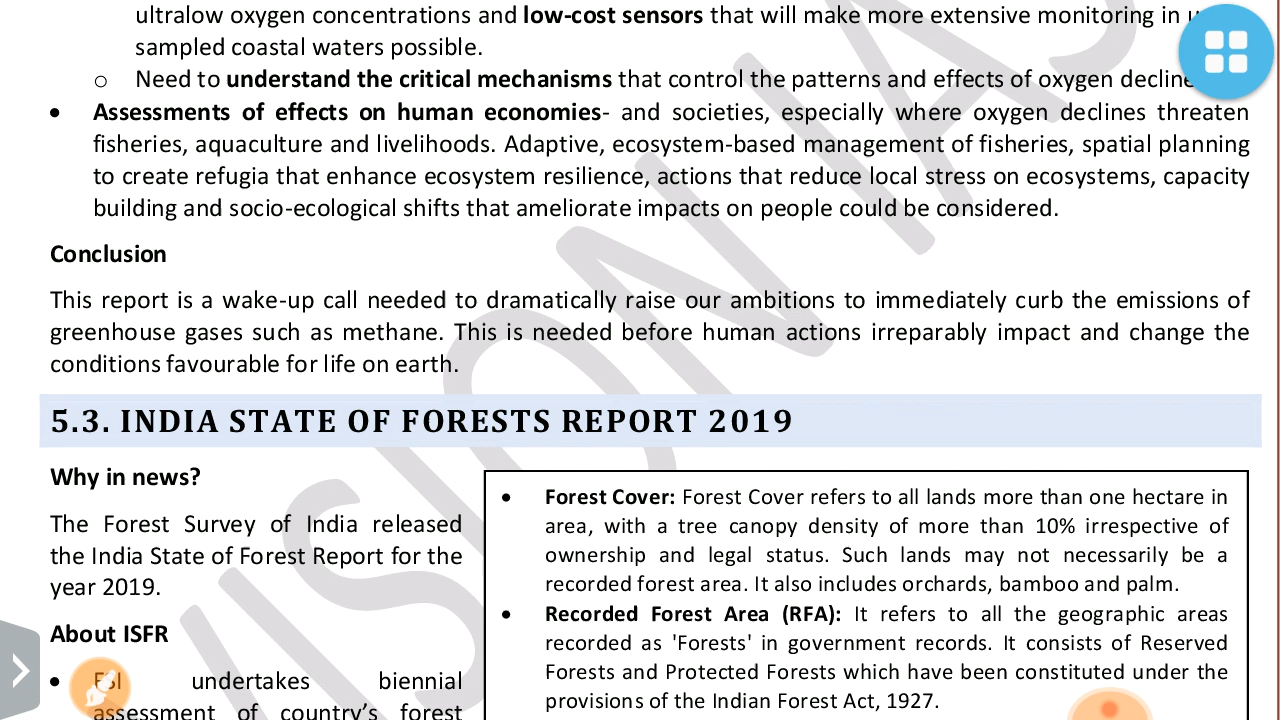 ultralow oxygen concentrations and low-cost sensors that will make more extensive monitoring in
sampled coastal waters possible.
o Need to understand the critical mechanisms that control the patterns and effects of oxygen decline
• Assessments of effects on human economies- and societies, especially where oxygen declines threaten
fisheries, aquaculture and livelihoods. Adaptive, ecosystem-based management of fisheries, spatial planning
to create refugia that enhance ecosystem resilience, actions that reduce local stress on ecosystems, capacity
building and socio-ecological shifts that ameliorate impacts on people could be considered.
Conclusion
This report is a wake-up call needed to dramatically raise our ambitions to immediately curb the emissions of
greenhouse gases such as methane. This is needed before human actions irreparably impact and change the
conditions favourable for life on earth.
5.3. INDIA STATE OF FORESTS REPORT 2019
Why in news?
The Forest Survey of India released
the India State of Forest Report for the
year 2019.
About ISFR
• FSI undertakes biennial
assessment of country’s forest
• Forest Cover: Forest Cover refers to all lands more than one hectare in
area, with a tree canopy density of more than 10% irrespective of
ownership and legal status. Such lands may not necessarily be a
recorded forest area. It also includes orchards, bamboo and palm.
• Recorded Forest Area (RFA): It refers to all the geographic areas
recorded as 'Forests' in government records. It consists of Reserved
Forests and Protected Forests which have been constituted under the
provisions of the Indian Forest Act, 1927.
VISION IAS